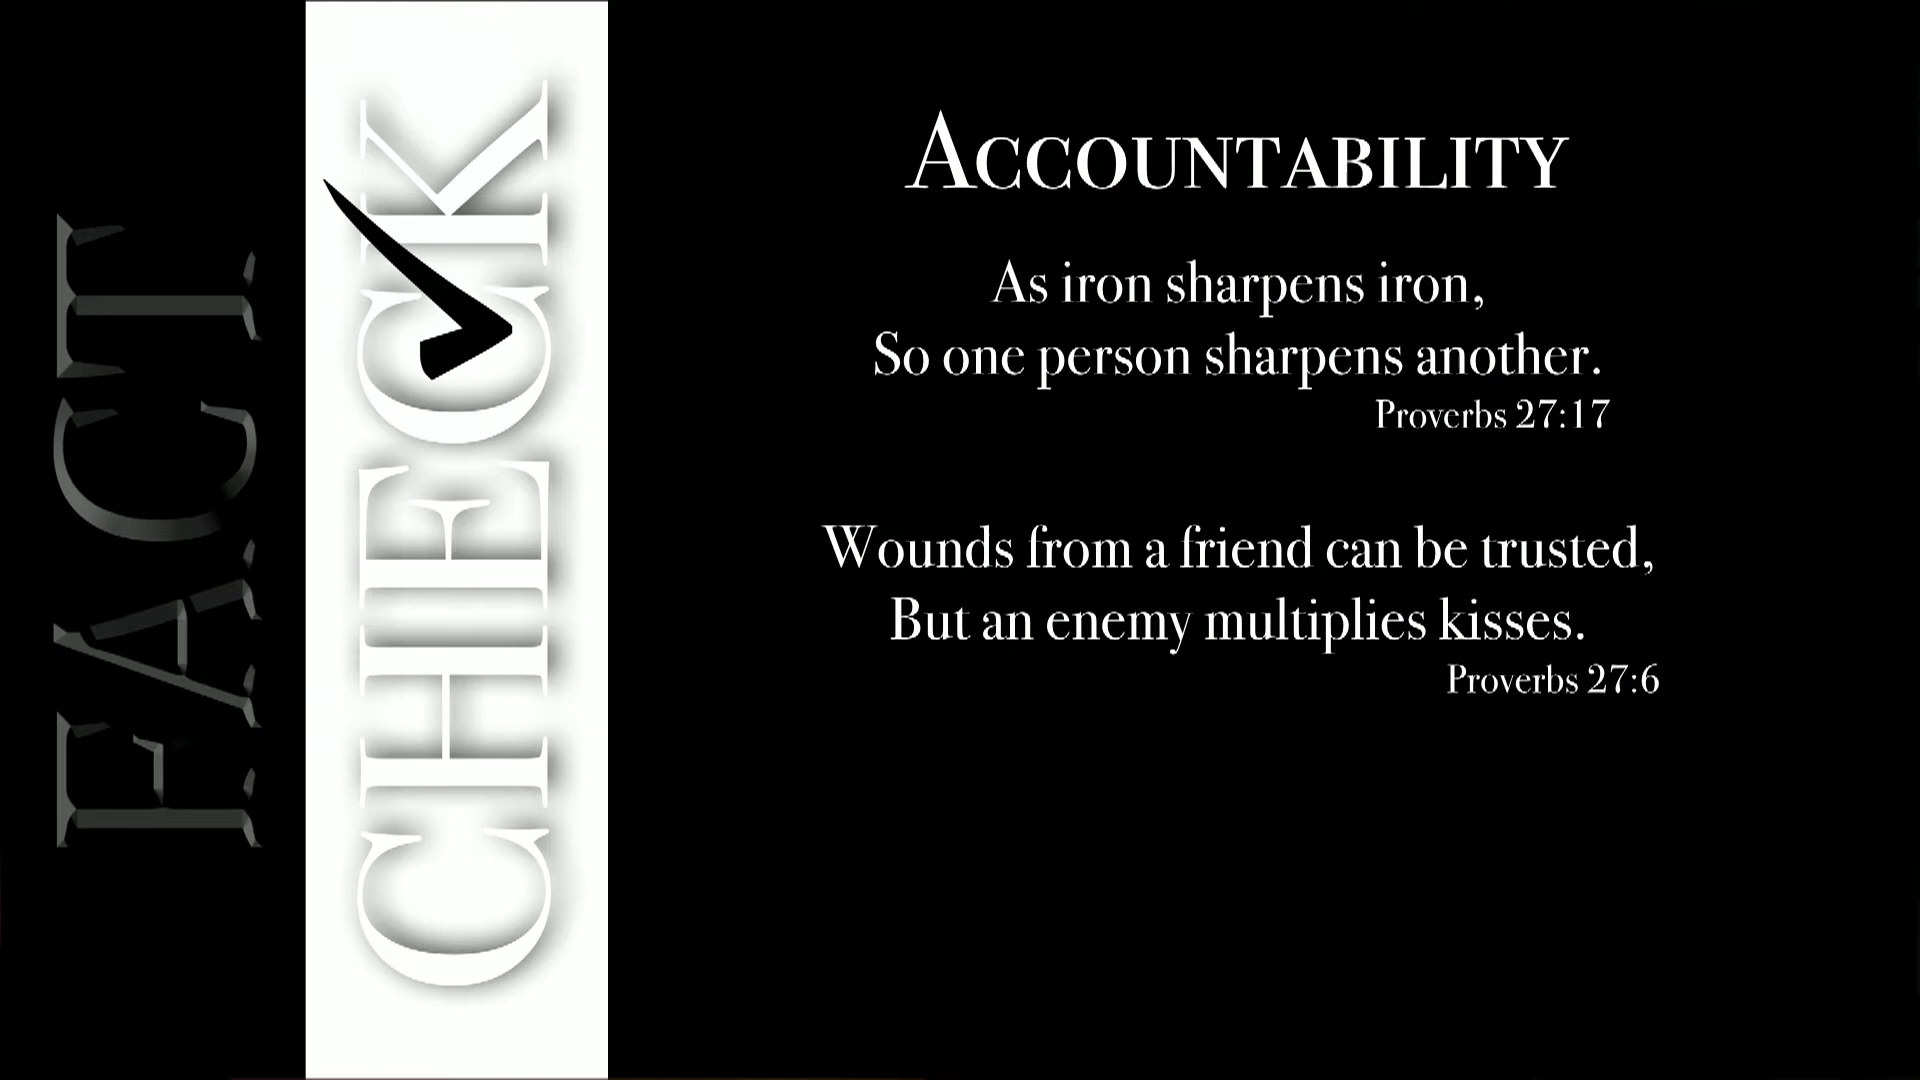 FACT
CHECK
ACCOUNTABILITY
As iron sharpens iron,
So one person sharpens another.
Proverbs 27:17
Wounds from a friend can be trusted,
But an enemy multiplies kisses.
Proverbs 27:6